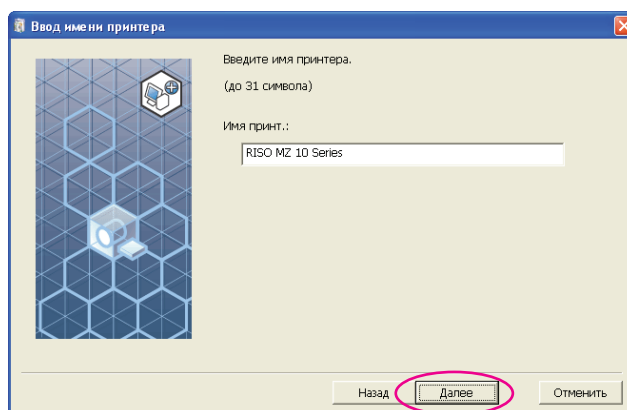 Ввод имени принтера
Введите имя принтера.
(до 31 символа)
Имя принт.:
RISO MZ 10 Series
Назад Далее Отменить